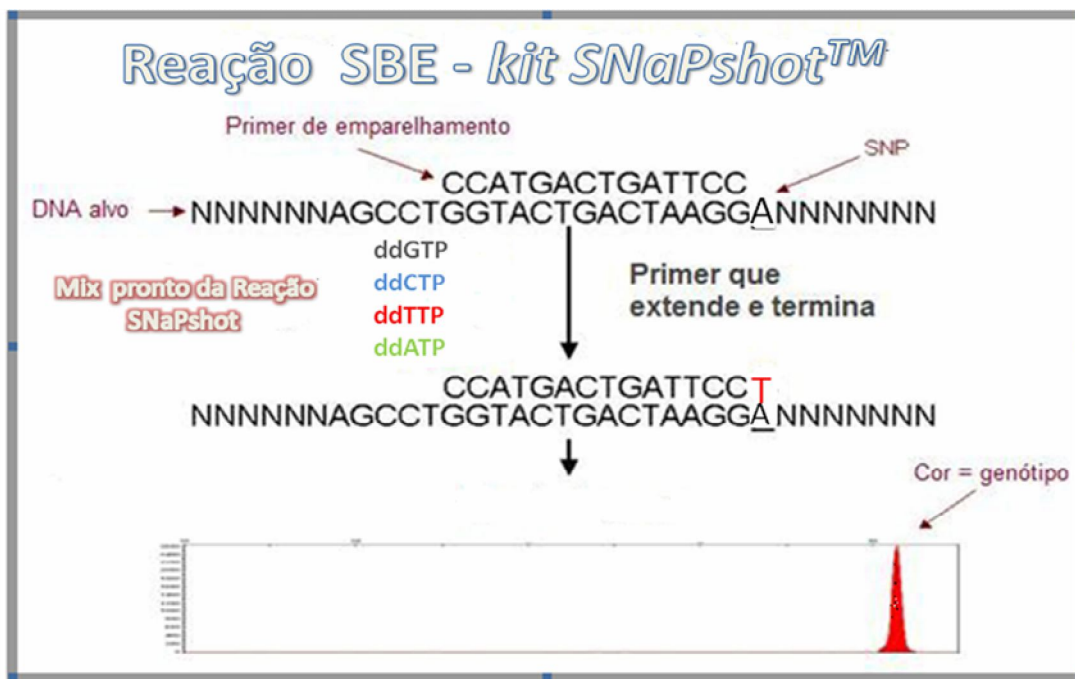 Reação SBE - kit SNaPshot™
Primer de emparelhamento
SNP
CCATGACTGATTCC
DNA alvo
NNNNNNAGCCTGGTACTGACTAAGGANNNNNNN
ddGTP
ddCTP
ddTTP
ddATP
Mix pronto da Reação
SNaPshot
Primer que
extende e termina
CCATGACTGATTCCT
NNNNNNAGCCTGGTACTGACTAAGGANNNNNNN
Cor = genótipo